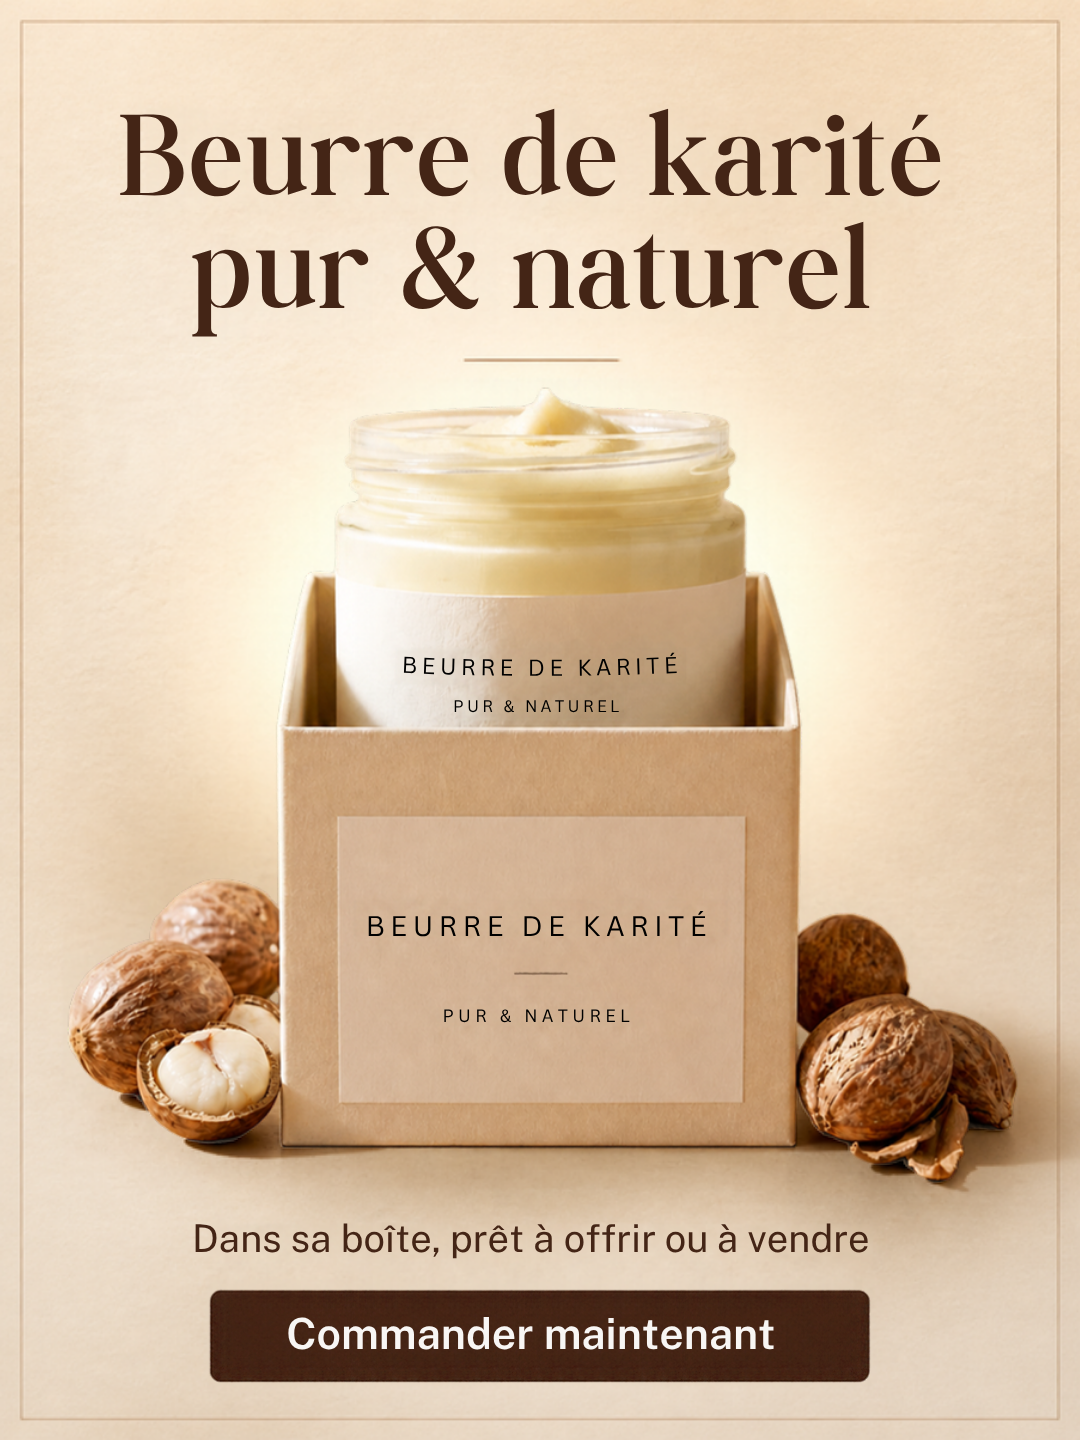 Beurre de karité
pur & naturel
BEURRE DE KARITÉ
PUR & NATUREL
BEURRE DE KARITÉ
PUR & NATUREL
Dans sa boîte, prêt à offrir ou à vendre
Commander maintenant